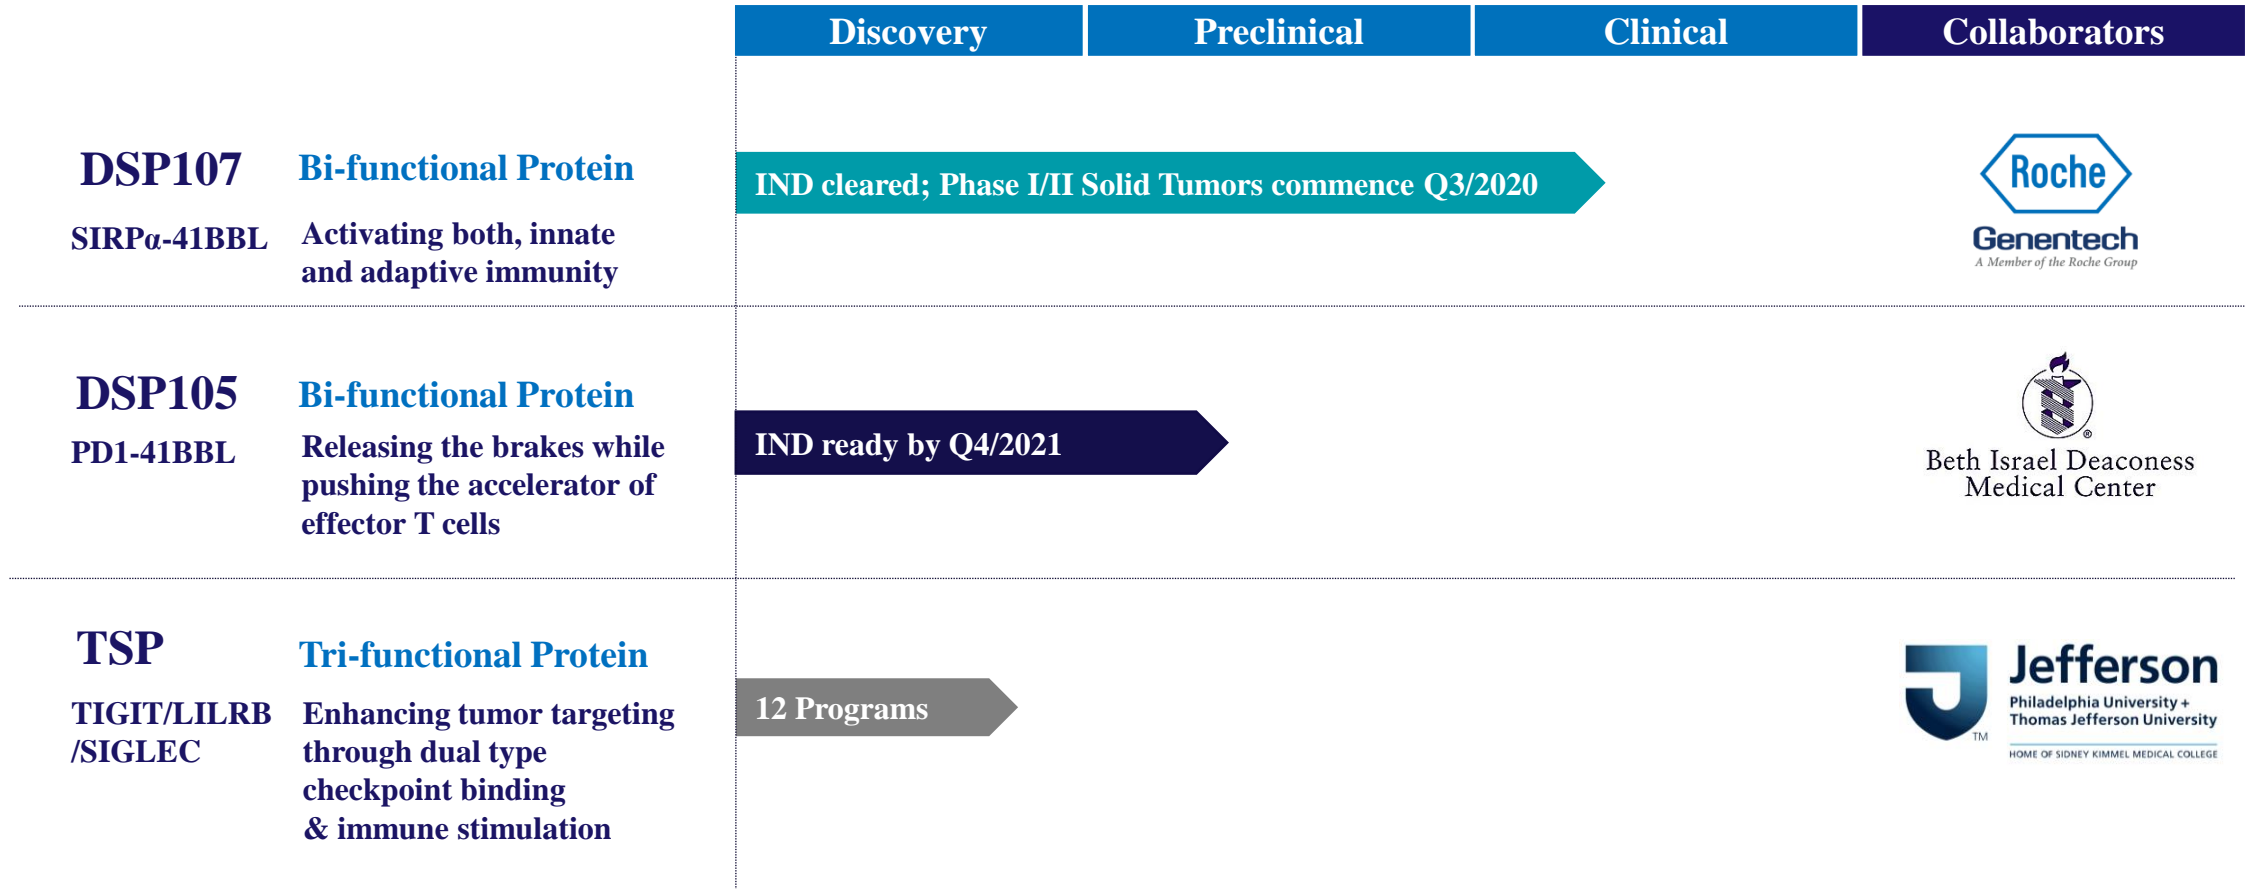 Discovery
Preclinical
Clinical
Collaborators
DSP107
Bi-functional Protein
SIRPα-41BBL
Activating both, innate
and adaptive immunity
IND cleared; Phase I/II Solid Tumors commence Q3/2020
Roche
Genentech
A Member of the Roche Group
DSP105
Bi-functional Protein
PD1-41BBL
Releasing the brakes while
pushing the accelerator of
effector T cells
IND ready by Q4/2021
®
Beth Israel Deaconess
Medical Center
TSP
Tri-functional Protein
TIGIT/LILRB
/SIGLEC
Enhancing tumor targeting
through dual type
checkpoint binding
& immune stimulation
12 Programs
TM
Jefferson
Philadelphia University +
Thomas Jefferson University
HOME OF SIDNEY KIMMEL MEDICAL COLLEGE